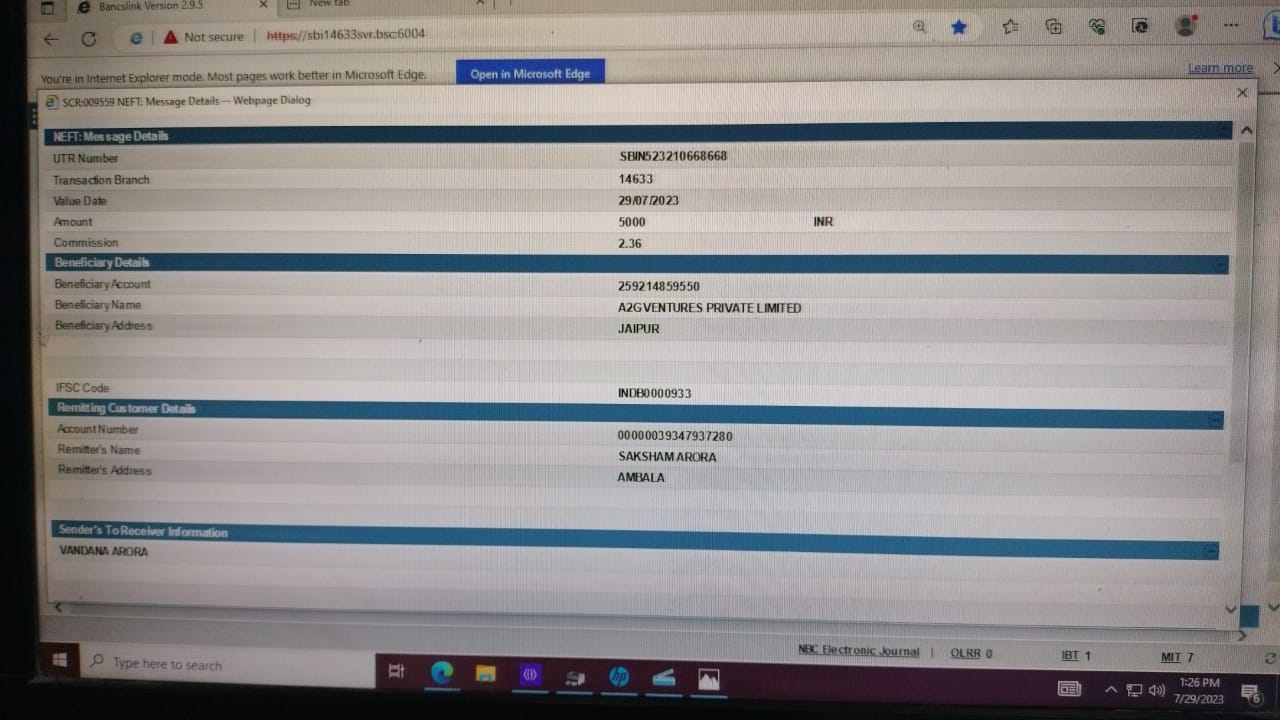 Bancslink Version 2.9.5
New tab
Not secure https://sbi14633svr.bsc:6004
You're in Internet Explorer mode. Most pages work better in Microsoft Edge. Open in Microsoft Edge Learn more
SCR:009559 NEFT: Message Details -- Webpage Dialog
NEFT: Message Details
UTR Number SBIN523210668668
Transaction Branch 14633
Value Date 29/07/2023
Amount 5000 INR
Commission 2.36
Beneficiary Details
Beneficiary Account 259214859550
Beneficiary Name A2G VENTURES PRIVATE LIMITED
Beneficiary Address JAIPUR
IFSC Code INDB0000933
Remitting Customer Details
Account Number 00000039347937280
Remitter's Name SAKSHAM ARORA
Remitter's Address AMBALA
Sender's To Receiver Information
VANDANA ARORA
NBC Electronic Journal | QLRR 0 IBT 1 MIT 7
Type here to search
hp
1:26 PM
7/29/2023
6